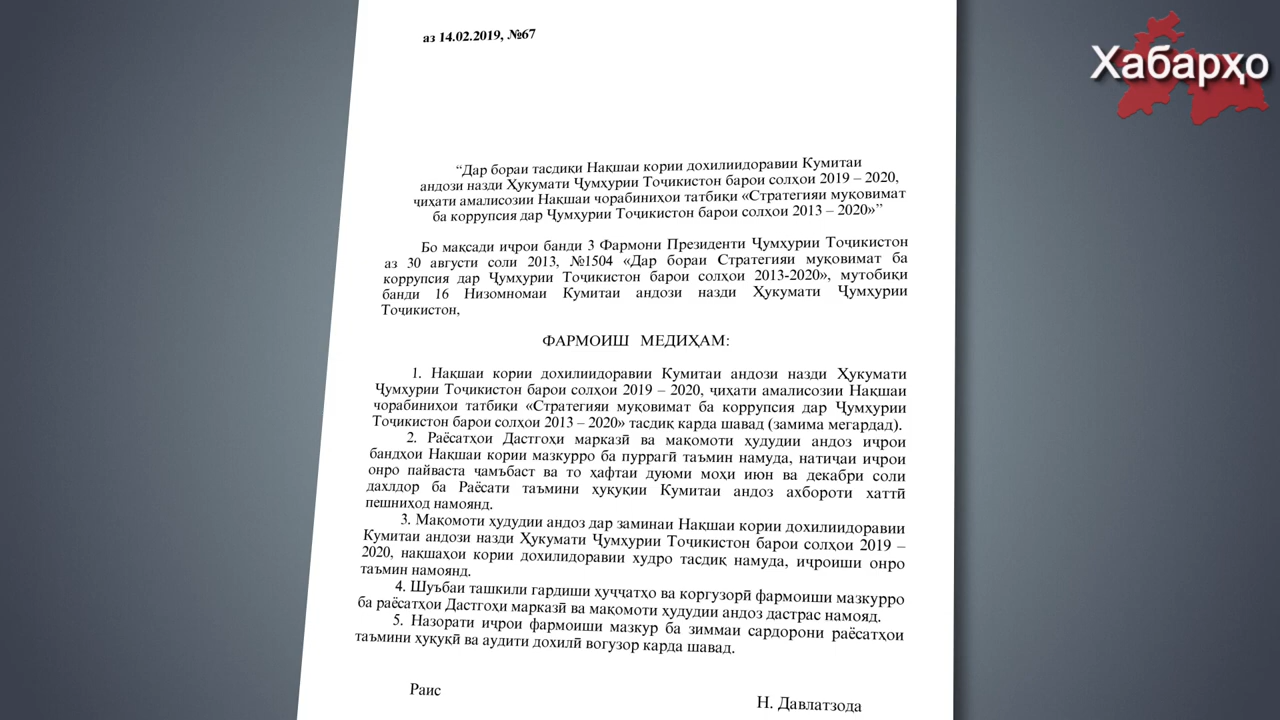 аз 14.02.2019, №67
Хабарҳо
“Дар бораи тасдиқи Нақшаи кории дохилиидоравии Кумитаи
андози назди Ҳукумати Ҷумҳурии Тоҷикистон барои солҳои 2019 – 2020,
ҷиҳати амалисозии Нақшаи чорабиниҳои татбиқи «Стратегияи муқовимат
ба коррупсия дар Ҷумҳурии Тоҷикистон барои солҳои 2013 – 2020»”
Бо мақсади иҷрои банди 3 Фармони Президенти Ҷумҳурии Тоҷикистон
аз 30 августи соли 2013, №1504 «Дар бораи Стратегияи муқовимат ба
коррупсия дар Ҷумҳурии Тоҷикистон барои солҳои 2013-2020», мутобиқи
банди 16 Низомномаи Кумитаи андози назди Ҳукумати Ҷумҳурии
Тоҷикистон,
ФАРМОИШ МЕДИҲАМ:
1. Нақшаи кории дохилиидоравии Кумитаи андози назди Ҳукумати
Ҷумҳурии Тоҷикистон барои солҳои 2019 – 2020, ҷиҳати амалисозии Нақшаи
чорабиниҳои татбиқи «Стратегияи муқовимат ба коррупсия дар Ҷумҳурии
Тоҷикистон барои солҳои 2013 – 2020» тасдиқ карда шавад (замима мегардад).
2. Раёсатҳои Дастгоҳи марказӣ ва мақомоти ҳудудии андоз иҷрои
бандҳои Нақшаи кории мазкурро ба пуррагӣ таъмин намуда, натиҷаи иҷрои
онро пайваста ҷамъбаст ва то ҳафтаи дуюми моҳи июн ва декабри соли
дахлдор ба Раёсати таъмини ҳуқуқии Кумитаи андоз ахбороти хаттӣ
пешниҳод намоянд.
3. Мақомоти ҳудудии андоз дар заминаи Нақшаи кории дохилиидоравии
Кумитаи андози назди Ҳукумати Ҷумҳурии Тоҷикистон барои солҳои 2019 –
2020, нақшаҳои кории дохилидоравии худро тасдиқ намуда, иҷроиши онро
таъмин намоянд.
4. Шуъбаи ташкили гардиши ҳуҷҷатҳо ва коргузорӣ фармоиши мазкурро
ба раёсатҳои Дастгоҳи марказӣ ва мақомоти ҳудудии андоз дастрас намояд.
5. Назорати иҷрои фармоиши мазкур ба зиммаи сардорони раёсатҳои
таъмини ҳуқуқӣ ва аудити дохилӣ вогузор карда шавад.
Раис
Н. Давлатзода